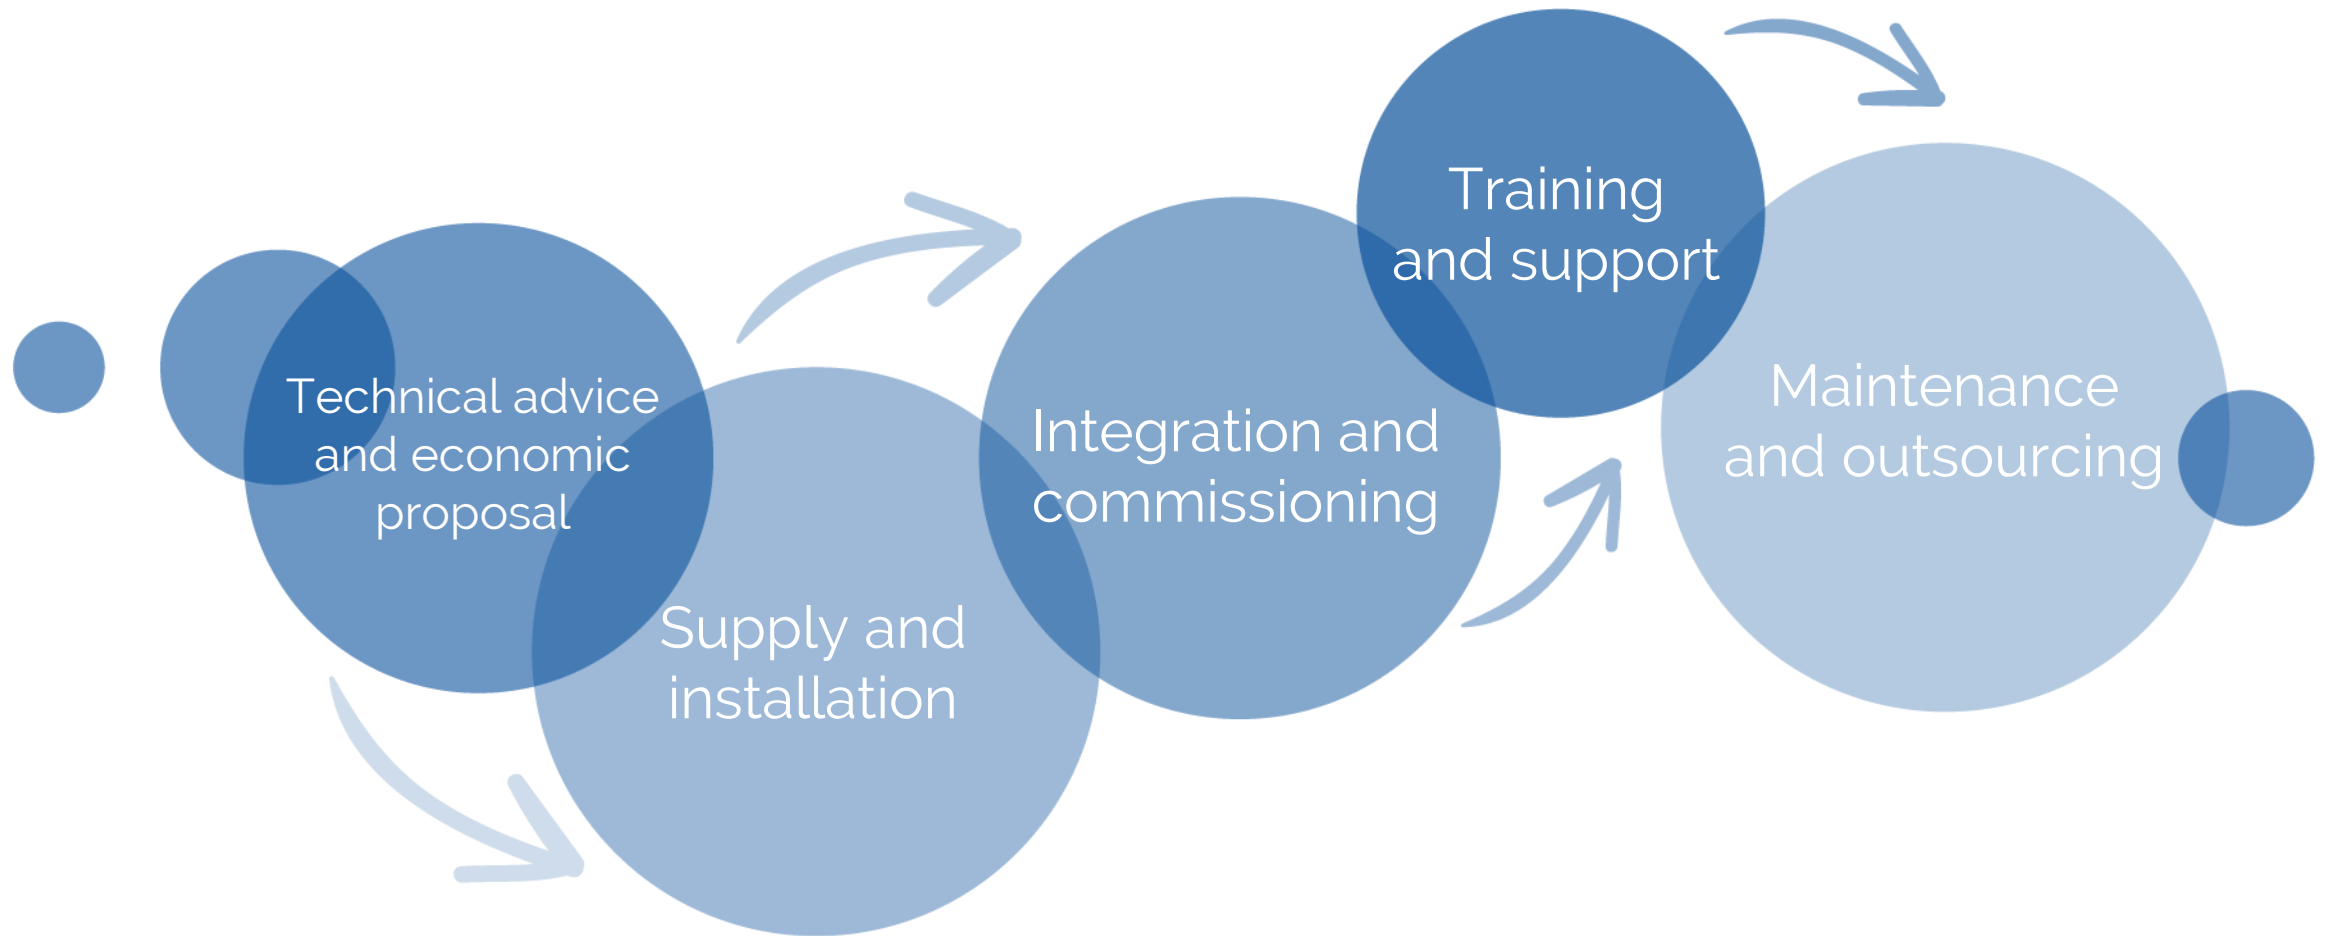 Technical advice
and economic
proposal
Supply and
installation
Integration and
commissioning
Training
and support
Maintenance
and outsourcing